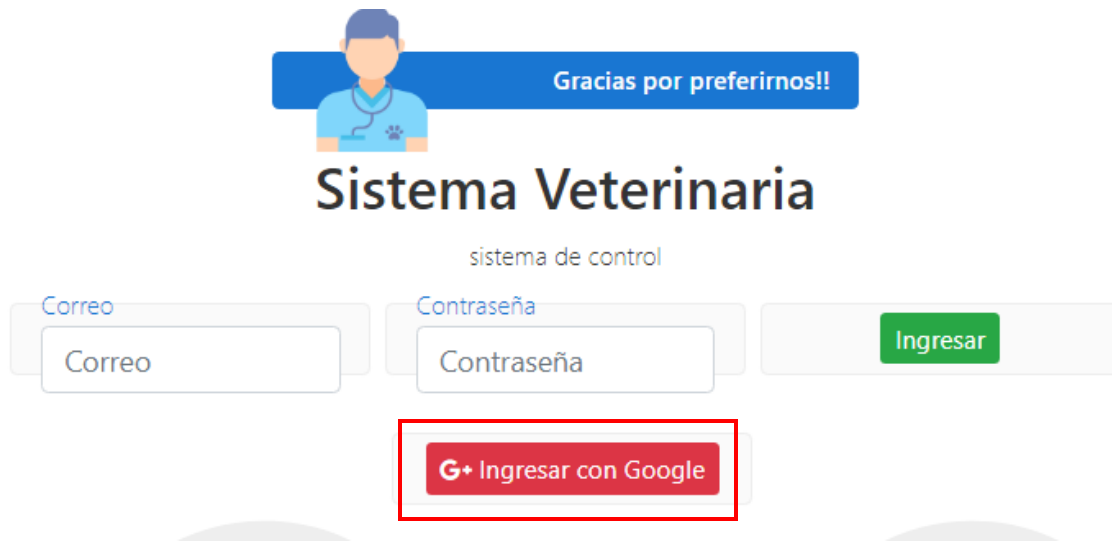 Gracias por preferirnos!!
Sistema Veterinaria
sistema de control
Correo
Contraseña
Correo
Contraseña
Ingresar
G+ Ingresar con Google